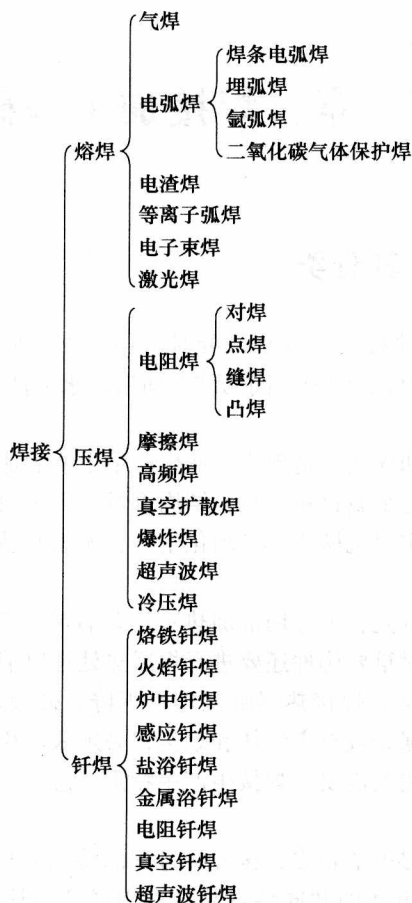 气焊
焊条电弧焊
埋弧焊
电弧焊
氩弧焊
二氧化碳气体保护焊
熔焊
电渣焊
等离子弧焊
电子束焊
激光焊
对焊
点焊
电阻焊
缝焊
凸焊
焊接
压焊
摩擦焊
高频焊
真空扩散焊
爆炸焊
超声波焊
冷压焊
烙铁钎焊
火焰钎焊
炉中钎焊
感应钎焊
钎焊
盐浴钎焊
金属浴钎焊
电阻钎焊
真空钎焊
超声波钎焊